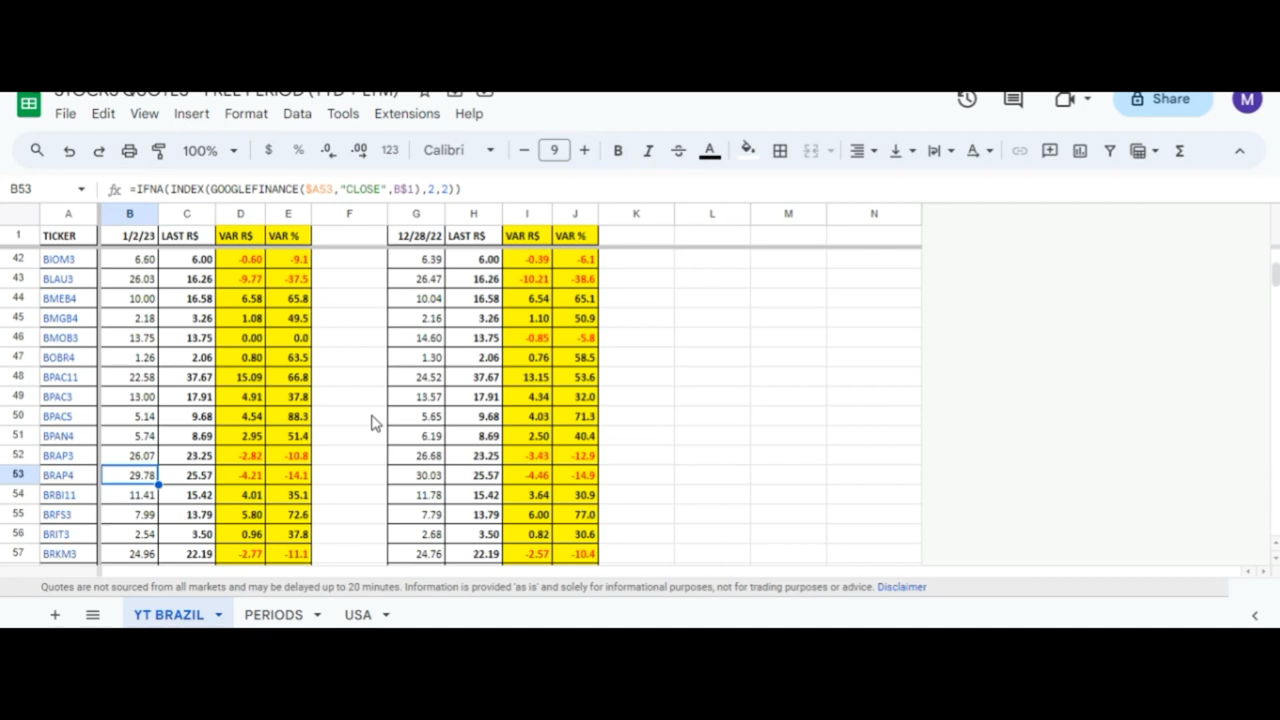 STOCKS QUOTES - FREE PERIOD (YTD + LTM)
File Edit View Insert Format Data Tools Extensions Help
Share M
100% $ % .0 .00 123 Calibri 9 B I A
B53 fx =IFNA(INDEX(GOOGLEFINANCE($A53,"CLOSE",B$1),2,2))
A B C D E F G H I J K L M N
1 TICKER 1/2/23 LAST R$ VAR R$ VAR % 12/28/22 LAST R$ VAR R$ VAR %
42 BIOM3 6.60 6.00 -0.60 -9.1 6.39 6.00 -0.39 -6.1
43 BLAU3 26.03 16.26 -9.77 -37.5 26.47 16.26 -10.21 -38.6
44 BMEB4 10.00 16.58 6.58 65.8 10.04 16.58 6.54 65.1
45 BMGB4 2.18 3.26 1.08 49.5 2.16 3.26 1.10 50.9
46 BMOB3 13.75 13.75 0.00 0.0 14.60 13.75 -0.85 -5.8
47 BOBR4 1.26 2.06 0.80 63.5 1.30 2.06 0.76 58.5
48 BPAC11 22.58 37.67 15.09 66.8 24.52 37.67 13.15 53.6
49 BPAC3 13.00 17.91 4.91 37.8 13.57 17.91 4.34 32.0
50 BPAC5 5.14 9.68 4.54 88.3 5.65 9.68 4.03 71.3
51 BPAN4 5.74 8.69 2.95 51.4 6.19 8.69 2.50 40.4
52 BRAP3 26.07 23.25 -2.82 -10.8 26.68 23.25 -3.43 -12.9
53 BRAP4 29.78 25.57 -4.21 -14.1 30.03 25.57 -4.46 -14.9
54 BRBI11 11.41 15.42 4.01 35.1 11.78 15.42 3.64 30.9
55 BRFS3 7.99 13.79 5.80 72.6 7.79 13.79 6.00 77.0
56 BRIT3 2.54 3.50 0.96 37.8 2.68 3.50 0.82 30.6
57 BRKM3 24.96 22.19 -2.77 -11.1 24.76 22.19 -2.57 -10.4
Quotes are not sourced from all markets and may be delayed up to 20 minutes. Information is provided 'as is' and solely for informational purposes, not for trading purposes or advice. Disclaimer
YT BRAZIL PERIODS USA